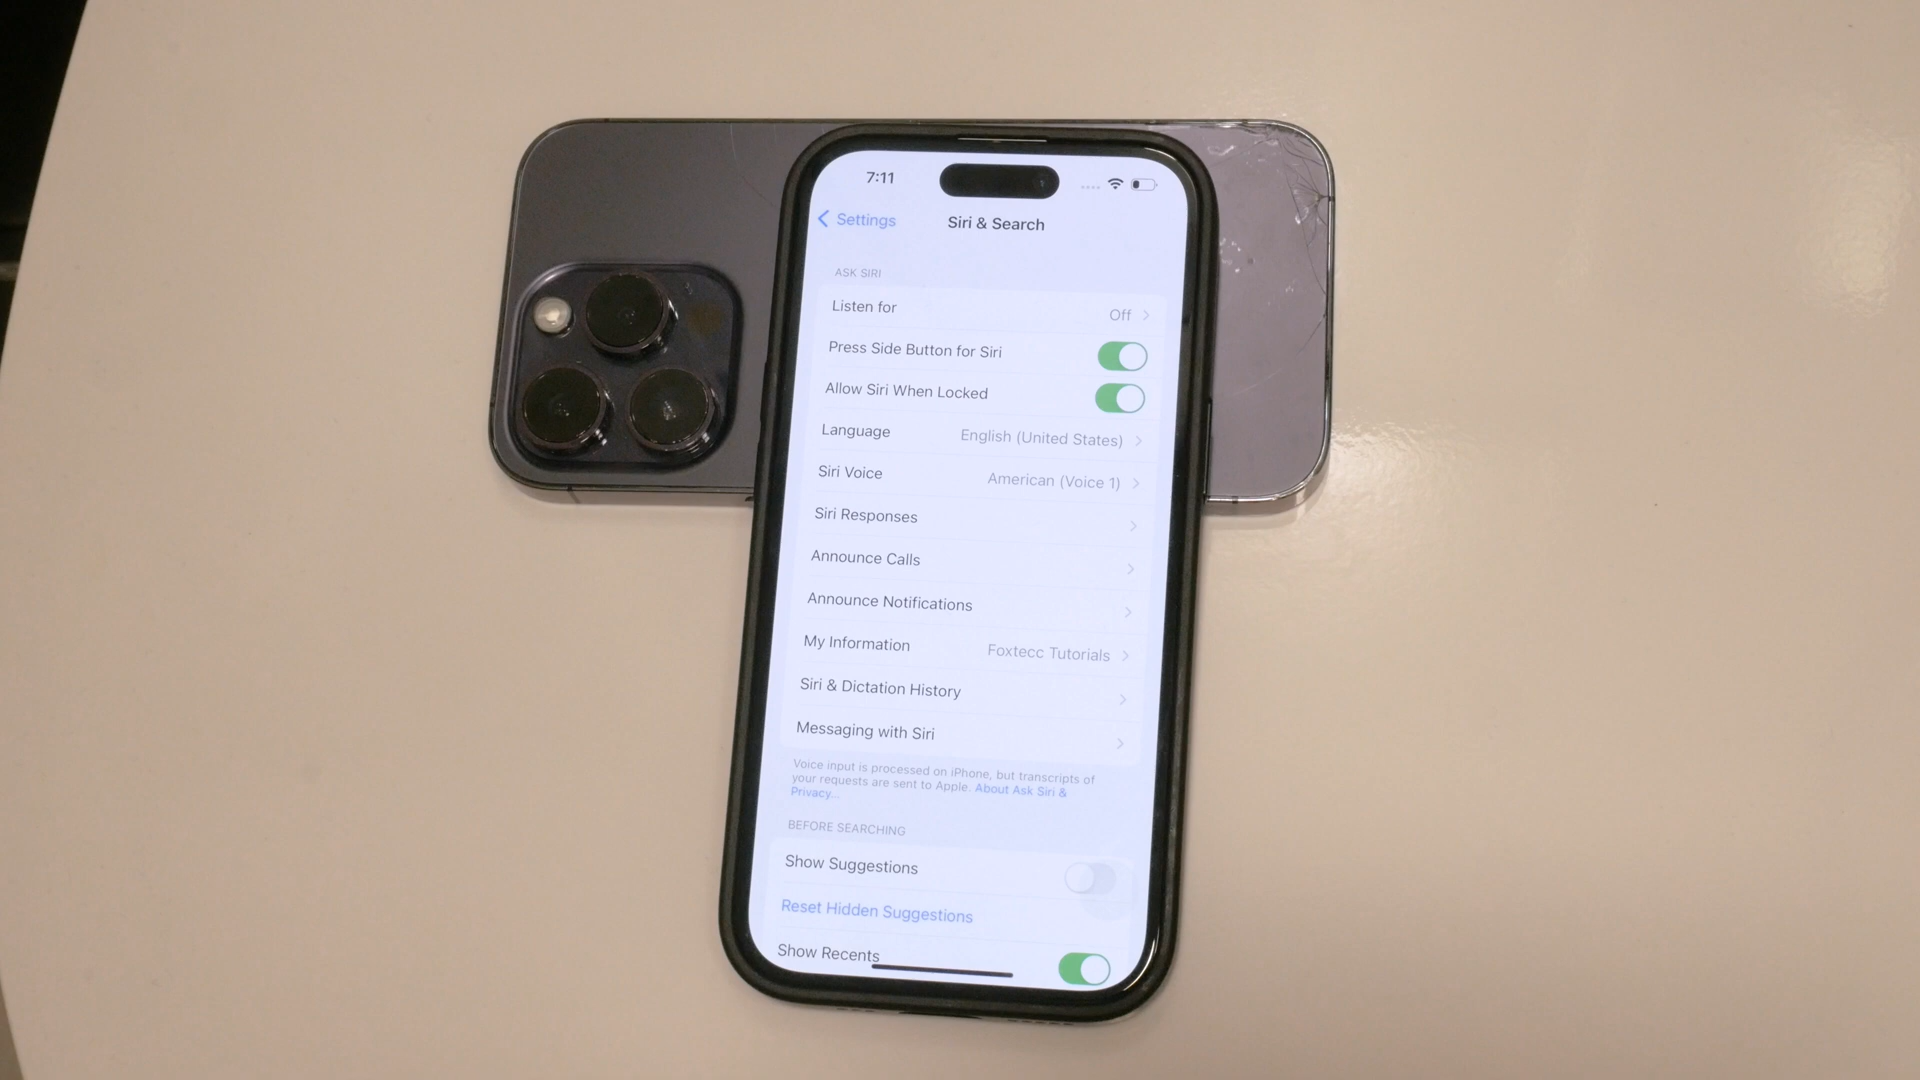 7:11
Settings
Siri & Search
ASK SIRI
Listen for Off
Press Side Button for Siri
Allow Siri When Locked
Language English (United States)
Siri Voice American (Voice 1)
Siri Responses
Announce Calls
Announce Notifications
My Information Foxtecc Tutorials
Siri & Dictation History
Messaging with Siri
Voice input is processed on iPhone, but transcripts of
your requests are sent to Apple. About Ask Siri &
Privacy...
BEFORE SEARCHING
Show Suggestions
Reset Hidden Suggestions
Show Recents